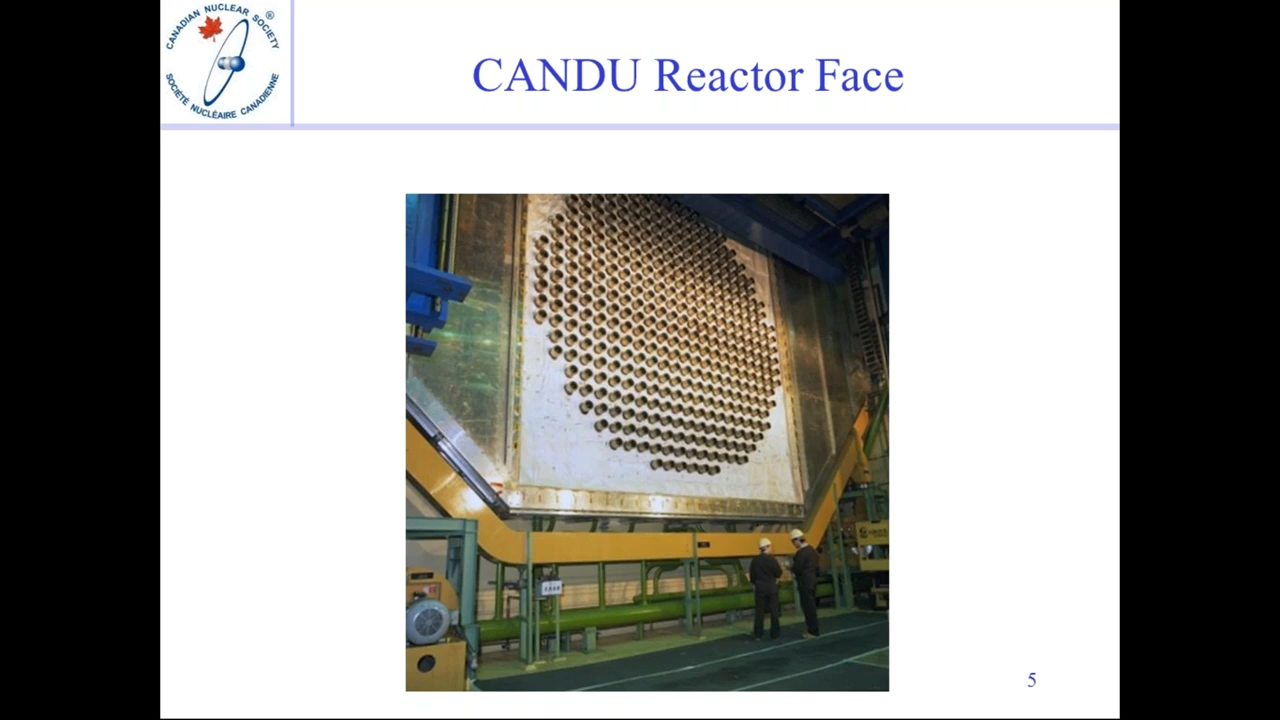 CANADIAN NUCLEAR SOCIETY ®
SOCIÉTÉ NUCLÉAIRE CANADIENNE
CANDU Reactor Face
5